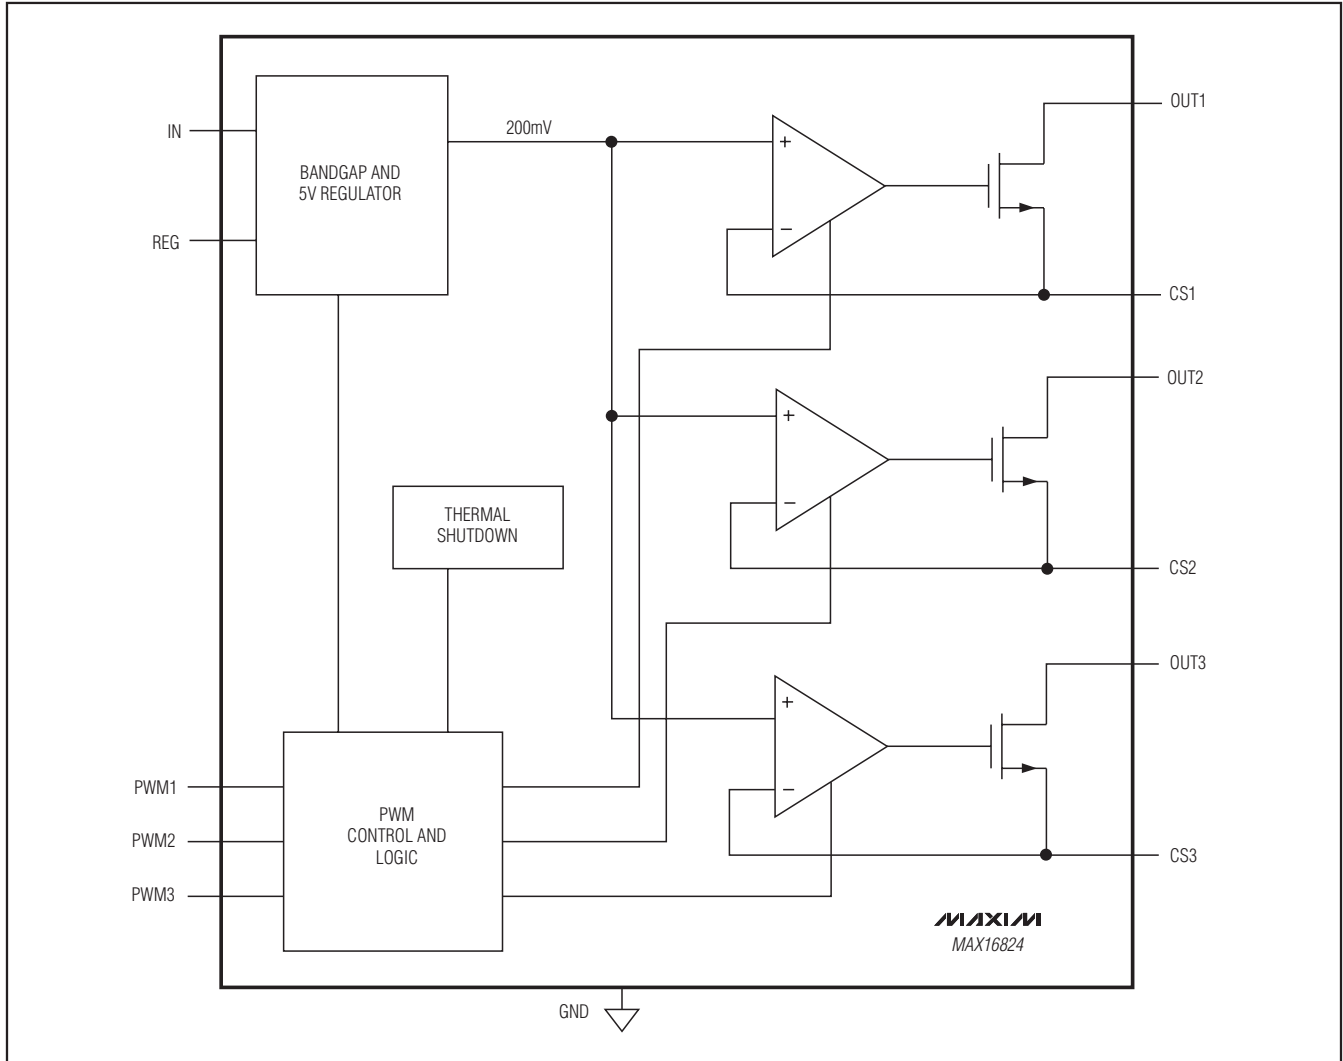 OUT1
200mV
IN
BANDGAP AND
5V REGULATOR
+
REG
−
CS1
OUT2
+
THERMAL
SHUTDOWN
−
CS2
OUT3
+
PWM1
−
PWM
CONTROL AND
LOGIC
PWM2
CS3
PWM3
MAXIM
MAX16824
GND